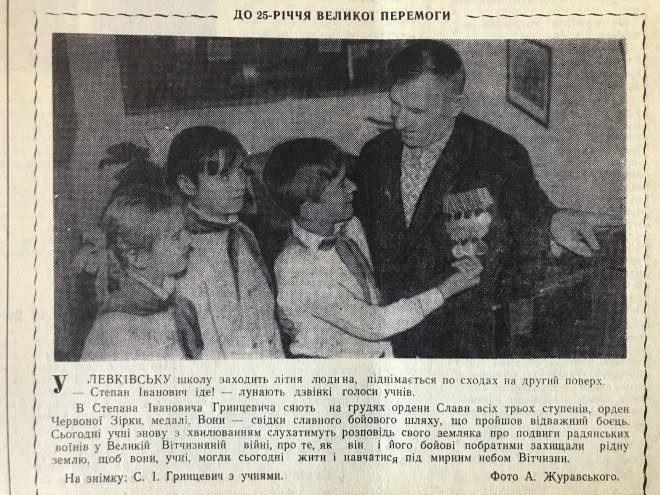 ДО 25-РІЧЧЯ ВЕЛИКОЇ ПЕРЕМОГИ
У ЛЕВКІВСЬКУ школу заходить літня людина, піднімається по сходах на другий поверх.
— Степан Іванович іде! — лунають дзвінкі голоси учнів.
В Степана Івановича Гринцевича сяють на грудях ордени Слави всіх трьох ступенів, орден
Червоної Зірки, медалі. Вони — свідки славного бойового шляху, що пройшов відважний боєць.
Сьогодні учні знову з хвилюванням слухатимуть розповідь свого земляка про подвиги радянських
воїнів у Великій Вітчизняній війні, про те, як він і його бойові побратими захищали рідну
землю, щоб вони, учні, могли сьогодні жити і навчатися під мирним небом Вітчизни.
На знімку: С. І. Гринцевич з учнями. Фото А. Журавського.